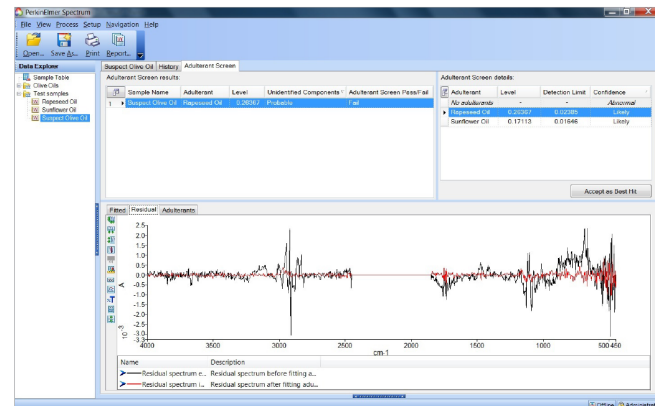 PerkinElmer Spectrum
File View Process Setup Navigation Help
Open... Save As... Print Report...
Data Explorer
Sample Table
Olive Oils
Test samples
Rapeseed Oil
Sunflower Oil
Suspect Olive Oil
Suspect Olive Oil History Adulterant Screen
Adulterant Screen results:
Sample Name Adulterant Level Unidentified Components Adulterant Screen Pass/Fail
1 Suspect Olive Oil Rapeseed Oil 0.26367 Probable Fail
Adulterant Screen details:
Adulterant Level Detection Limit Confidence
No adulterants - - Abnormal
Rapeseed Oil 0.26367 0.02385 Likely
Sunflower Oil 0.17113 0.01646 Likely
Accept as Best Hit
Fitted Residual Adulterants
2.5
2.0
1.5
1.0
0.5
0.0
-0.5
-1.0
-1.5
-2.0
-2.5
-3.0
-3.3
A
10-3
4000 3500 3000 2500 2000 1500 1000 500 450
cm-1
Name Description
Residual spectrum e... Residual spectrum before fitting a...
Residual spectrum i... Residual spectrum after fitting adu...
Offline Administrat